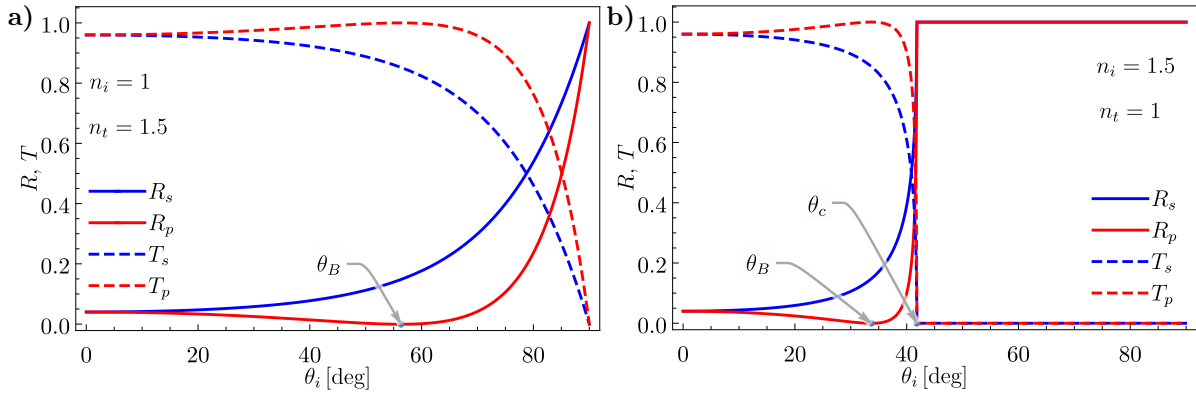 a)
R, T
1.0
0.8
0.6
0.4
0.2
0.0
n_i = 1
n_t = 1.5
R_s
R_p
T_s
T_p
θ_B
0 20 40 60 80
θ_i [deg]
b)
R, T
1.0
0.8
0.6
0.4
0.2
0.0
n_i = 1.5
n_t = 1
θ_c
θ_B
R_s
R_p
T_s
T_p
0 20 40 60 80
θ_i [deg]